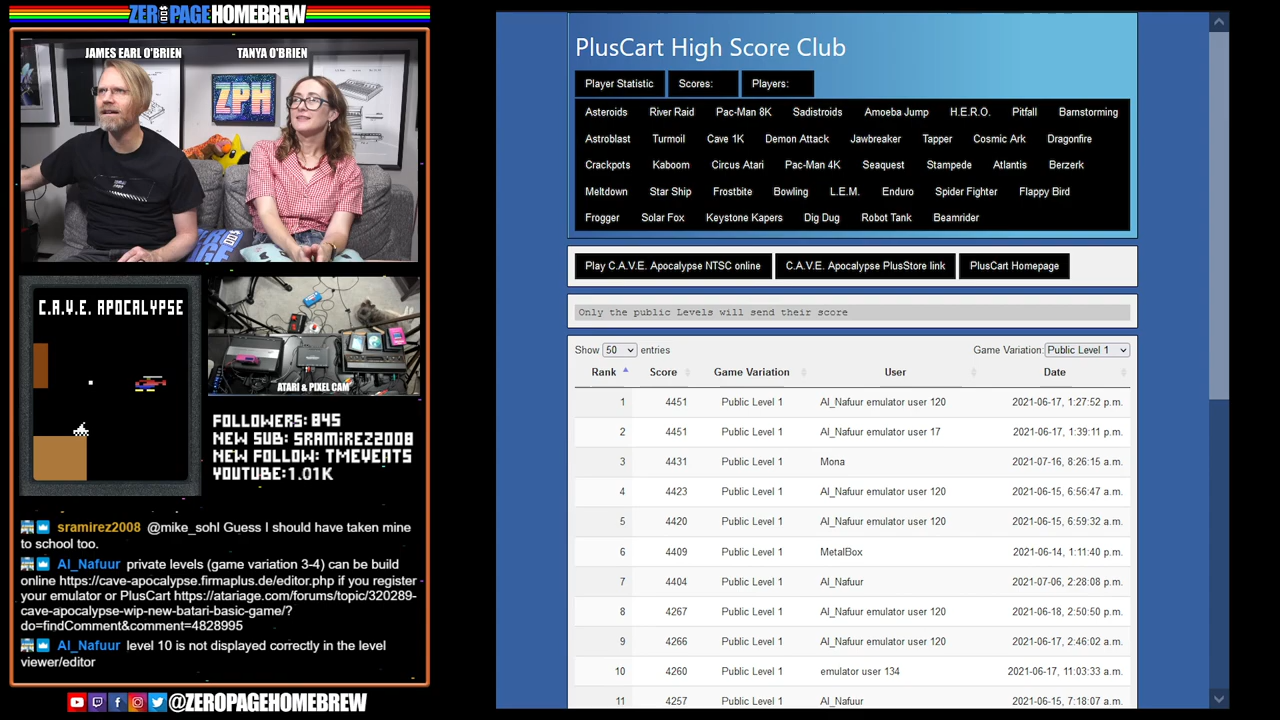 ZEROPAGEHOMEBREW
JAMES EARL O'BRIEN
TANYA O'BRIEN
ZPH
C.A.V.E. APOCALYPSE
ATARI & PIXEL CAM
FOLLOWERS: 845
NEW SUB: SRAMIREZ2008
NEW FOLLOW: TMEYEATS
YOUTUBE:1.01K
sramirez2008 @mike_sohl Guess I should have taken mine
to school too.
Al_Nafuur private levels (game variation 3-4) can be build
online https://cave-apocalypse.firmaplus.de/editor.php if you register
your emulator or PlusCart https://atariage.com/forums/topic/320289-
cave-apocalypse-wip-new-batari-basic-game/?
do=findComment&comment=4828995
Al_Nafuur level 10 is not displayed correctly in the level
viewer/editor
@ZEROPAGEHOMEBREW
PlusCart High Score Club
Player Statistic Scores: Players:
Asteroids River Raid Pac-Man 8K Sadistroids Amoeba Jump H.E.R.O. Pitfall Barnstorming
Astroblast Turmoil Cave 1K Demon Attack Jawbreaker Tapper Cosmic Ark Dragonfire
Crackpots Kaboom Circus Atari Pac-Man 4K Seaquest Stampede Atlantis Berzerk
Meltdown Star Ship Frostbite Bowling L.E.M. Enduro Spider Fighter Flappy Bird
Frogger Solar Fox Keystone Kapers Dig Dug Robot Tank Beamrider
Play C.A.V.E. Apocalypse NTSC online C.A.V.E. Apocalypse PlusStore link PlusCart Homepage
Only the public Levels will send their score
Show 50 entries Game Variation: Public Level 1
Rank Score Game Variation User Date
1 4451 Public Level 1 Al_Nafuur emulator user 120 2021-06-17, 1:27:52 p.m.
2 4451 Public Level 1 Al_Nafuur emulator user 17 2021-06-17, 1:39:11 p.m.
3 4431 Public Level 1 Mona 2021-07-16, 8:26:15 a.m.
4 4423 Public Level 1 Al_Nafuur emulator user 120 2021-06-15, 6:56:47 a.m.
5 4420 Public Level 1 Al_Nafuur emulator user 120 2021-06-15, 6:59:32 a.m.
6 4409 Public Level 1 MetalBox 2021-06-14, 1:11:40 p.m.
7 4404 Public Level 1 Al_Nafuur 2021-07-06, 2:28:08 p.m.
8 4267 Public Level 1 Al_Nafuur emulator user 120 2021-06-18, 2:50:50 p.m.
9 4266 Public Level 1 Al_Nafuur emulator user 120 2021-06-17, 2:46:02 a.m.
10 4260 Public Level 1 emulator user 134 2021-06-17, 11:03:33 a.m.
11 4257 Public Level 1 Al_Nafuur 2021-06-15, 7:18:07 a.m.